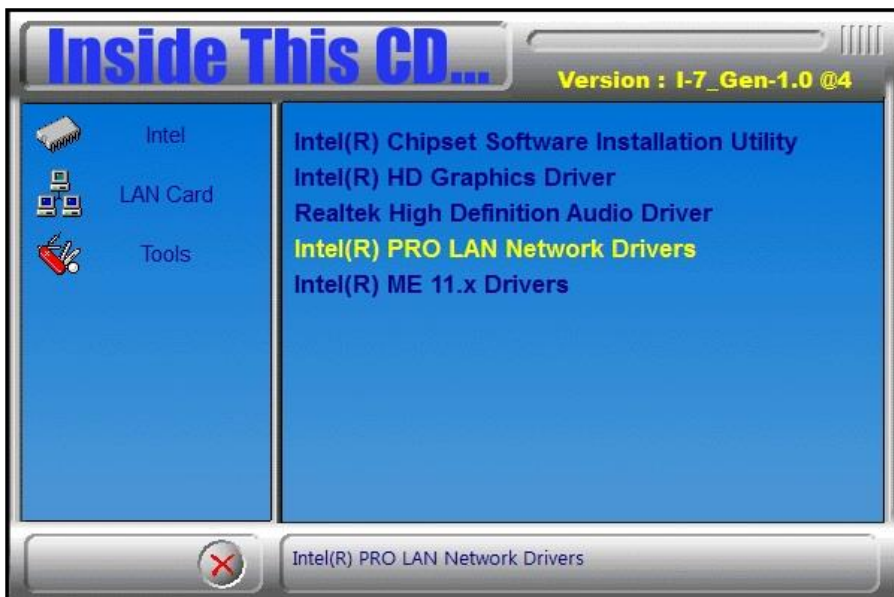 Inside This CD...
Version : I-7_Gen-1.0 @4
Intel
LAN Card
Tools
Intel(R) Chipset Software Installation Utility
Intel(R) HD Graphics Driver
Realtek High Definition Audio Driver
Intel(R) PRO LAN Network Drivers
Intel(R) ME 11.x Drivers
Intel(R) PRO LAN Network Drivers